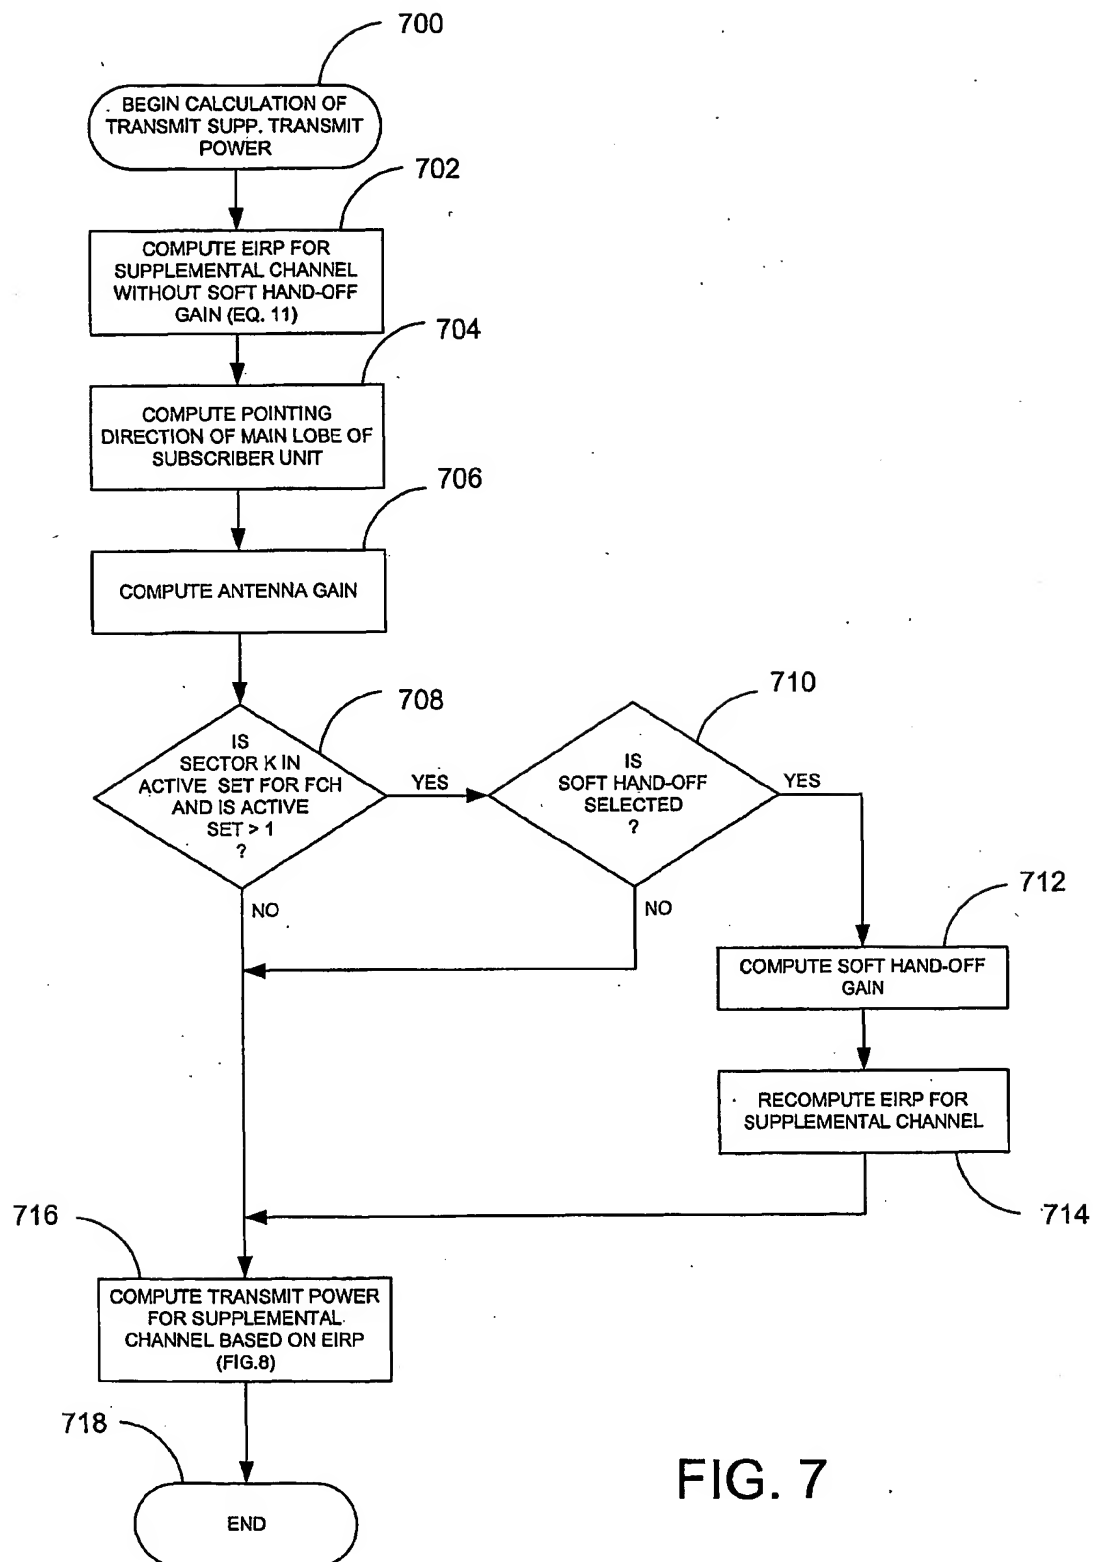 700
BEGIN CALCULATION OF
TRANSMIT SUPP. TRANSMIT
POWER
702
COMPUTE EIRP FOR
SUPPLEMENTAL CHANNEL
WITHOUT SOFT HAND-OFF
GAIN (EQ. 11)
704
COMPUTE POINTING
DIRECTION OF MAIN LOBE OF
SUBSCRIBER UNIT
706
COMPUTE ANTENNA GAIN
708
IS
SECTOR K IN
ACTIVE SET FOR FCH
AND IS ACTIVE
SET > 1
?
YES
NO
710
IS
SOFT HAND-OFF
SELECTED
?
YES
NO
712
COMPUTE SOFT HAND-OFF
GAIN
RECOMPUTE EIRP FOR
SUPPLEMENTAL CHANNEL
714
716
COMPUTE TRANSMIT POWER
FOR SUPPLEMENTAL
CHANNEL BASED ON EIRP
(FIG.8)
718
END
FIG. 7